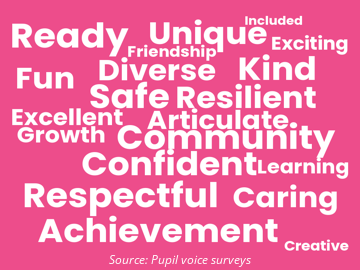 Included
Ready Unique
Friendship Exciting
Fun Diverse Kind
Safe Resilient
Excellent Articulate
Growth Community
Confident Learning
Respectful Caring
Achievement Creative
Source: Pupil voice surveys